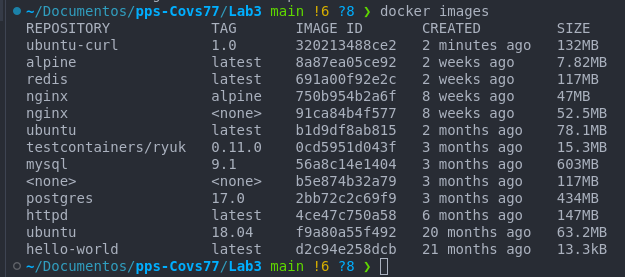 ~/Documentos/pps-Covs77/Lab3 main !6 ?8 ❯ docker images
REPOSITORY TAG IMAGE ID CREATED SIZE
ubuntu-curl 1.0 320213488ce2 2 minutes ago 132MB
alpine latest 8a87ea05ce92 2 weeks ago 7.82MB
redis latest 691a00f92e2c 2 weeks ago 117MB
nginx alpine 750b954b2a6f 8 weeks ago 47MB
nginx <none> 91ca84b4f577 8 weeks ago 52.5MB
ubuntu latest b1d9df8ab815 2 months ago 78.1MB
testcontainers/ryuk 0.11.0 0cd5951d043f 3 months ago 15.3MB
mysql 9.1 56a8c14e1404 3 months ago 603MB
<none> <none> b5e874b32a79 3 months ago 117MB
postgres 17.0 2bb72c2c69f9 3 months ago 434MB
httpd latest 4ce47c750a58 6 months ago 147MB
ubuntu 18.04 f9a80a55f492 20 months ago 63.2MB
hello-world latest d2c94e258dcb 21 months ago 13.3kB
~/Documentos/pps-Covs77/Lab3 main !6 ?8 ❯